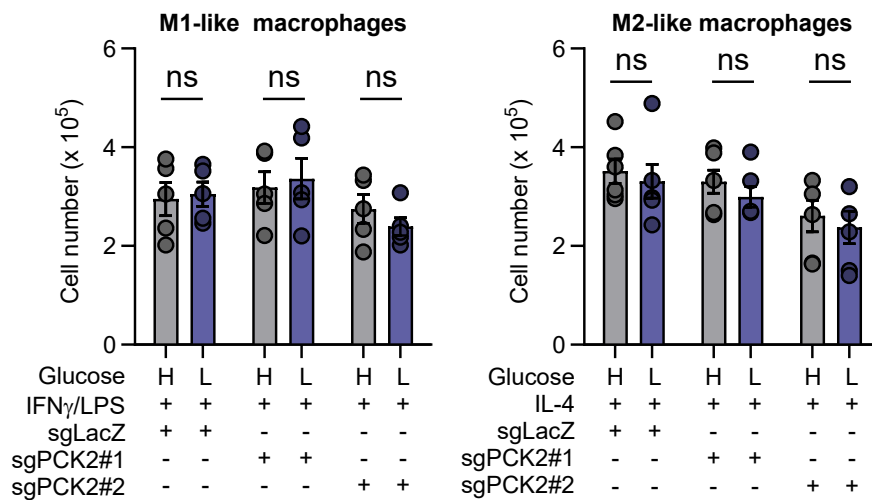 M1-like macrophages
ns ns ns
Cell number (x 10⁵)
6
4
2
0
Glucose H L H L H L
IFNγ/LPS + + + + + +
sgLacZ + + - - - -
sgPCK2#1 - - + + - -
sgPCK2#2 - - - - + +
M2-like macrophages
ns ns ns
Cell number (x 10⁵)
6
4
2
0
Glucose H L H L H L
IL-4 + + + + + +
sgLacZ + + - - - -
sgPCK2#1 - - + + - -
sgPCK2#2 - - - - + +